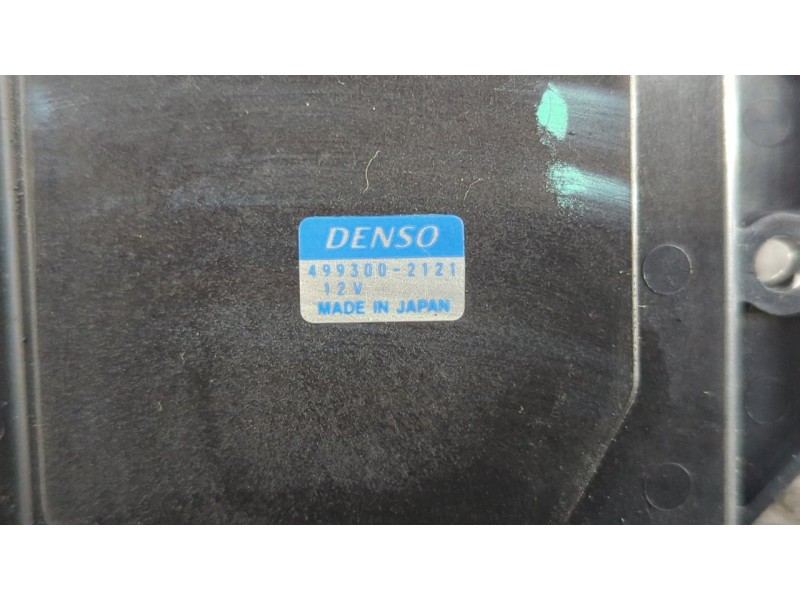 DENSO
499300-2121
12V
MADE IN JAPAN